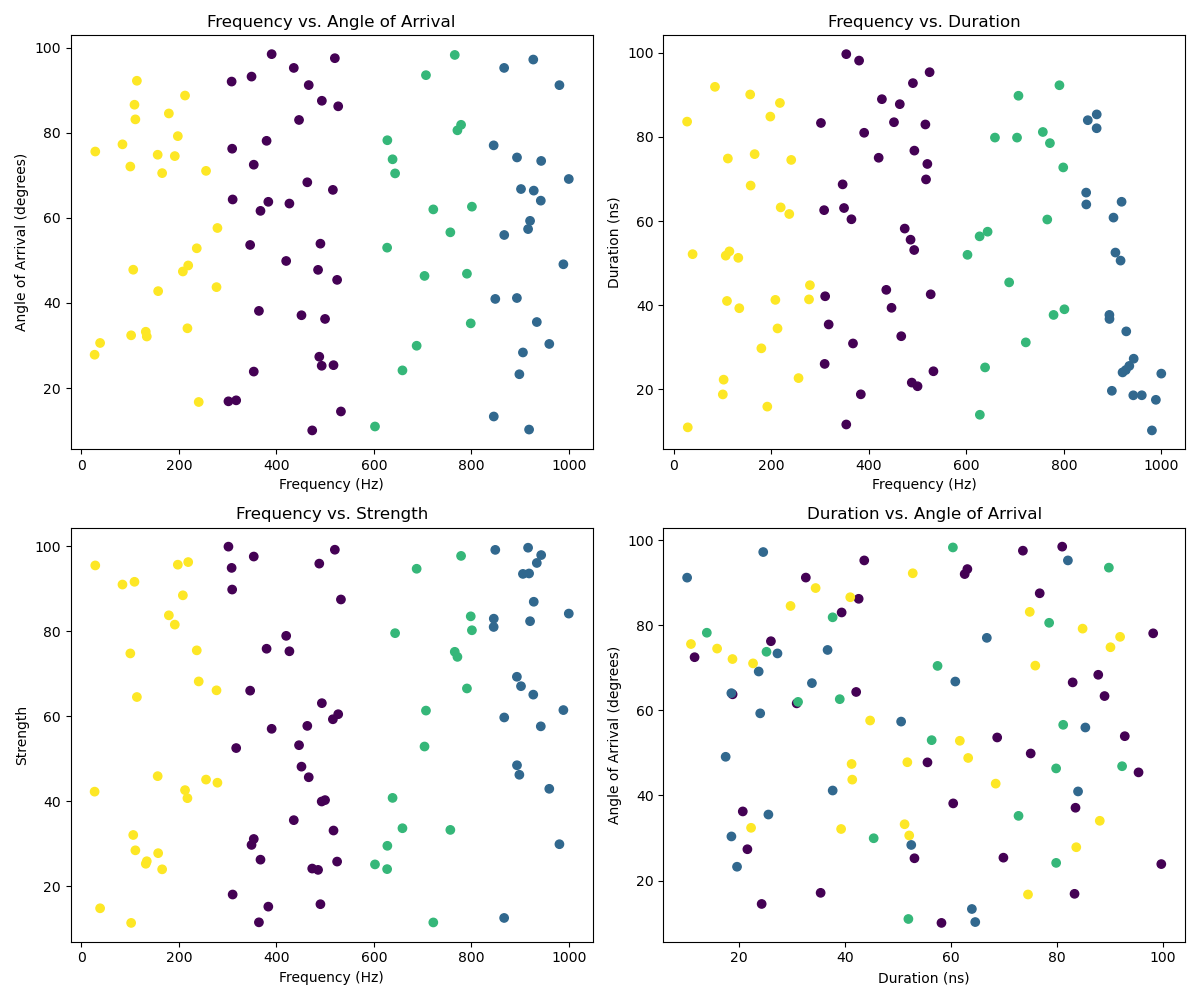 Frequency vs. Angle of Arrival
Angle of Arrival (degrees)
100
80
60
40
20
0 200 400 600 800 1000
Frequency (Hz)
Frequency vs. Duration
Duration (ns)
100
80
60
40
20
0 200 400 600 800 1000
Frequency (Hz)
Frequency vs. Strength
Strength
100
80
60
40
20
0 200 400 600 800 1000
Frequency (Hz)
Duration vs. Angle of Arrival
Angle of Arrival (degrees)
100
80
60
40
20
20 40 60 80 100
Duration (ns)